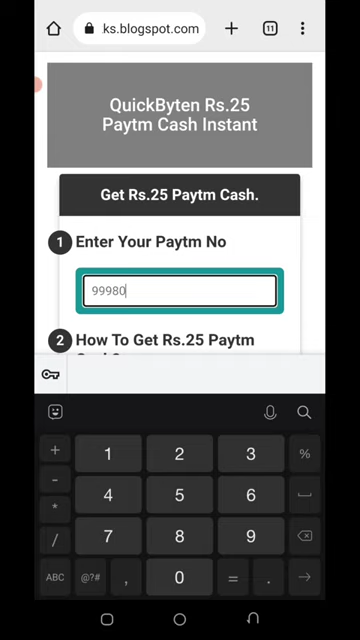 ks.blogspot.com
11
QuickByten Rs.25
Paytm Cash Instant
Get Rs.25 Paytm Cash.
1 Enter Your Paytm No
99980
2 How To Get Rs.25 Paytm
+ 1 2 3 %
- 4 5 6
* 7 8 9
/
ABC @?# , 0 = .